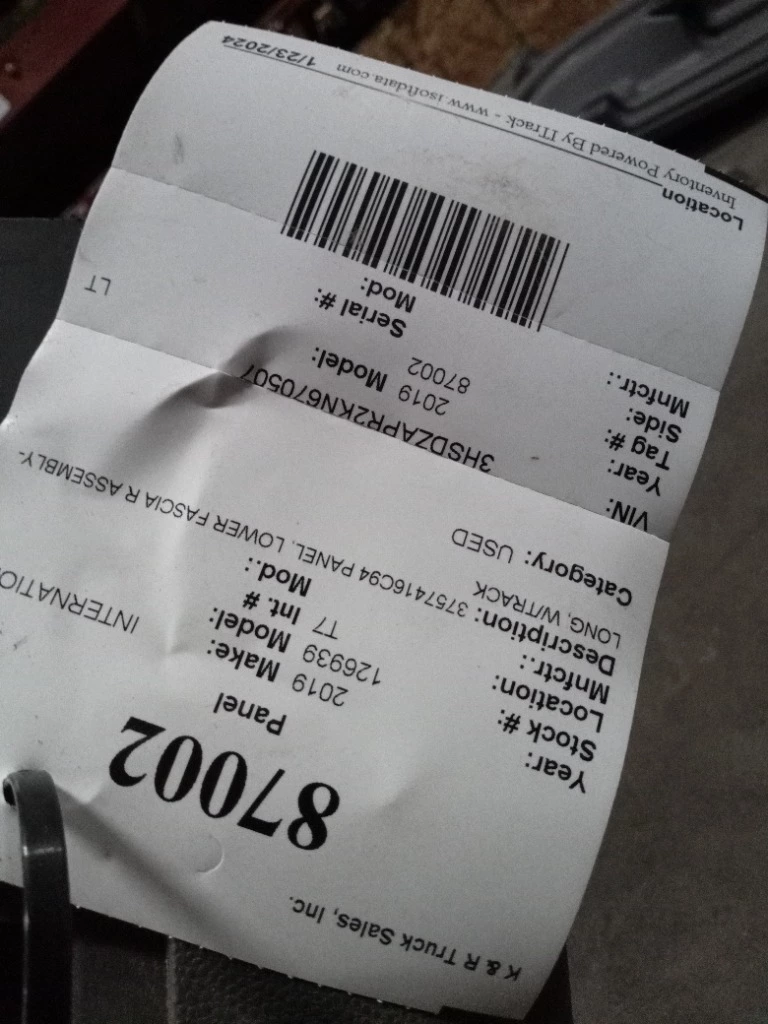 K & R Truck Sales, Inc.
87002
Panel
Year: 2019 Make: INTERNATIO
Stock #: 126939 Model:
Location: T7 Int. #
Mnfctr.: Mod.:
Description: 3757416C94 PANEL, LOWER FASCIA R ASSEMBLY-
LONG, W/TRACK
Category: USED
VIN: 3HSDZAPR2KN670507
Year: 2019 Model:
Tag #: 87002
Side: Serial #: LT
Mnfctr.: Mod:
Location
Inventory Powered By ITrack - www.isoftdata.com 1/23/2024